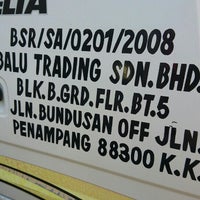 ELTA
BSR/SA/0201/2008
BALU TRADING SDN.BHD.
BLK.B.GRD.FLR.BT.5
JLN.BUNDUSAN OFF JLN.
PENAMPANG 88300 K.K.